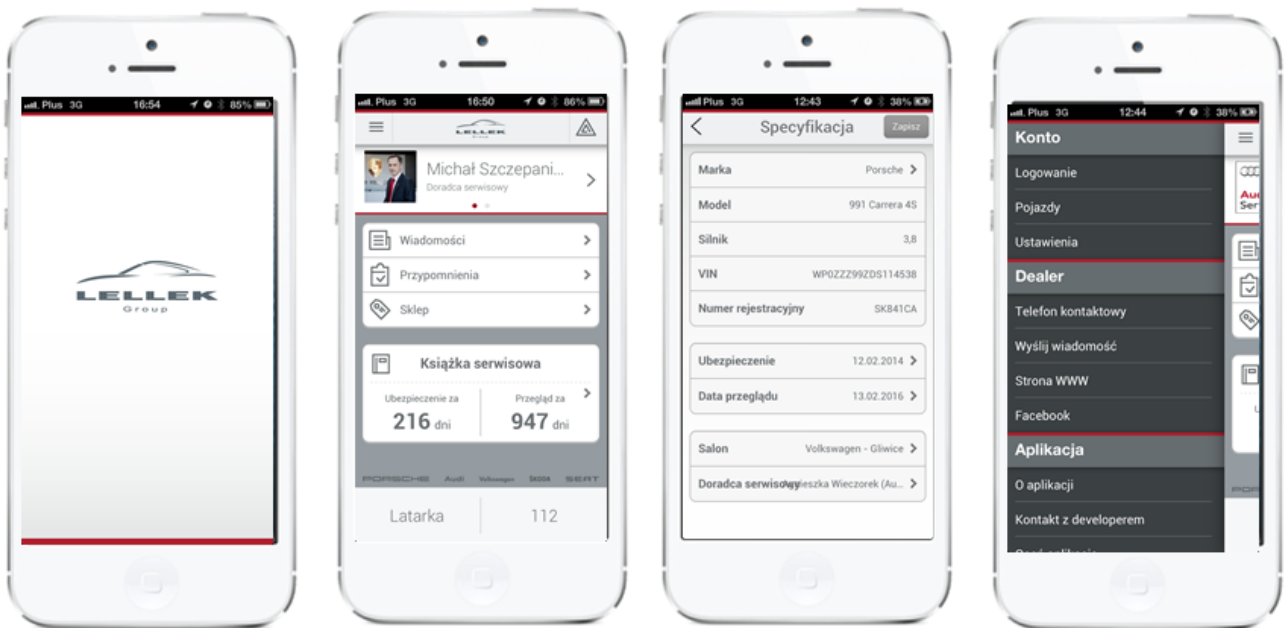 Plus 3G 16:54 85%
LELLEK
Group
Plus 3G 16:50 86%
LELLEK
Group
Michał Szczepani...
Doradca serwisowy
Wiadomości
Przypomnienia
Sklep
Książka serwisowa
Ubezpieczenie za
216 dni
Przegląd za
947 dni
PORSCHE Audi Volkswagen ŠKODA SEAT
Latarka 112
Plus 3G 12:43 38%
Specyfikacja Zapisz
Marka Porsche
Model 991 Carrera 4S
Silnik 3,8
VIN WP0ZZZ99ZDS114538
Numer rejestracyjny SK841CA
Ubezpieczenie 12.02.2014
Data przeglądu 13.02.2016
Salon Volkswagen - Gliwice
Doradca serwisowy Agnieszka Wieczorek (Au...
Plus 3G 12:44 38%
Konto
Logowanie
Pojazdy
Ustawienia
Dealer
Telefon kontaktowy
Wyślij wiadomość
Strona WWW
Facebook
Aplikacja
O aplikacji
Kontakt z developerem
Aud
Ser